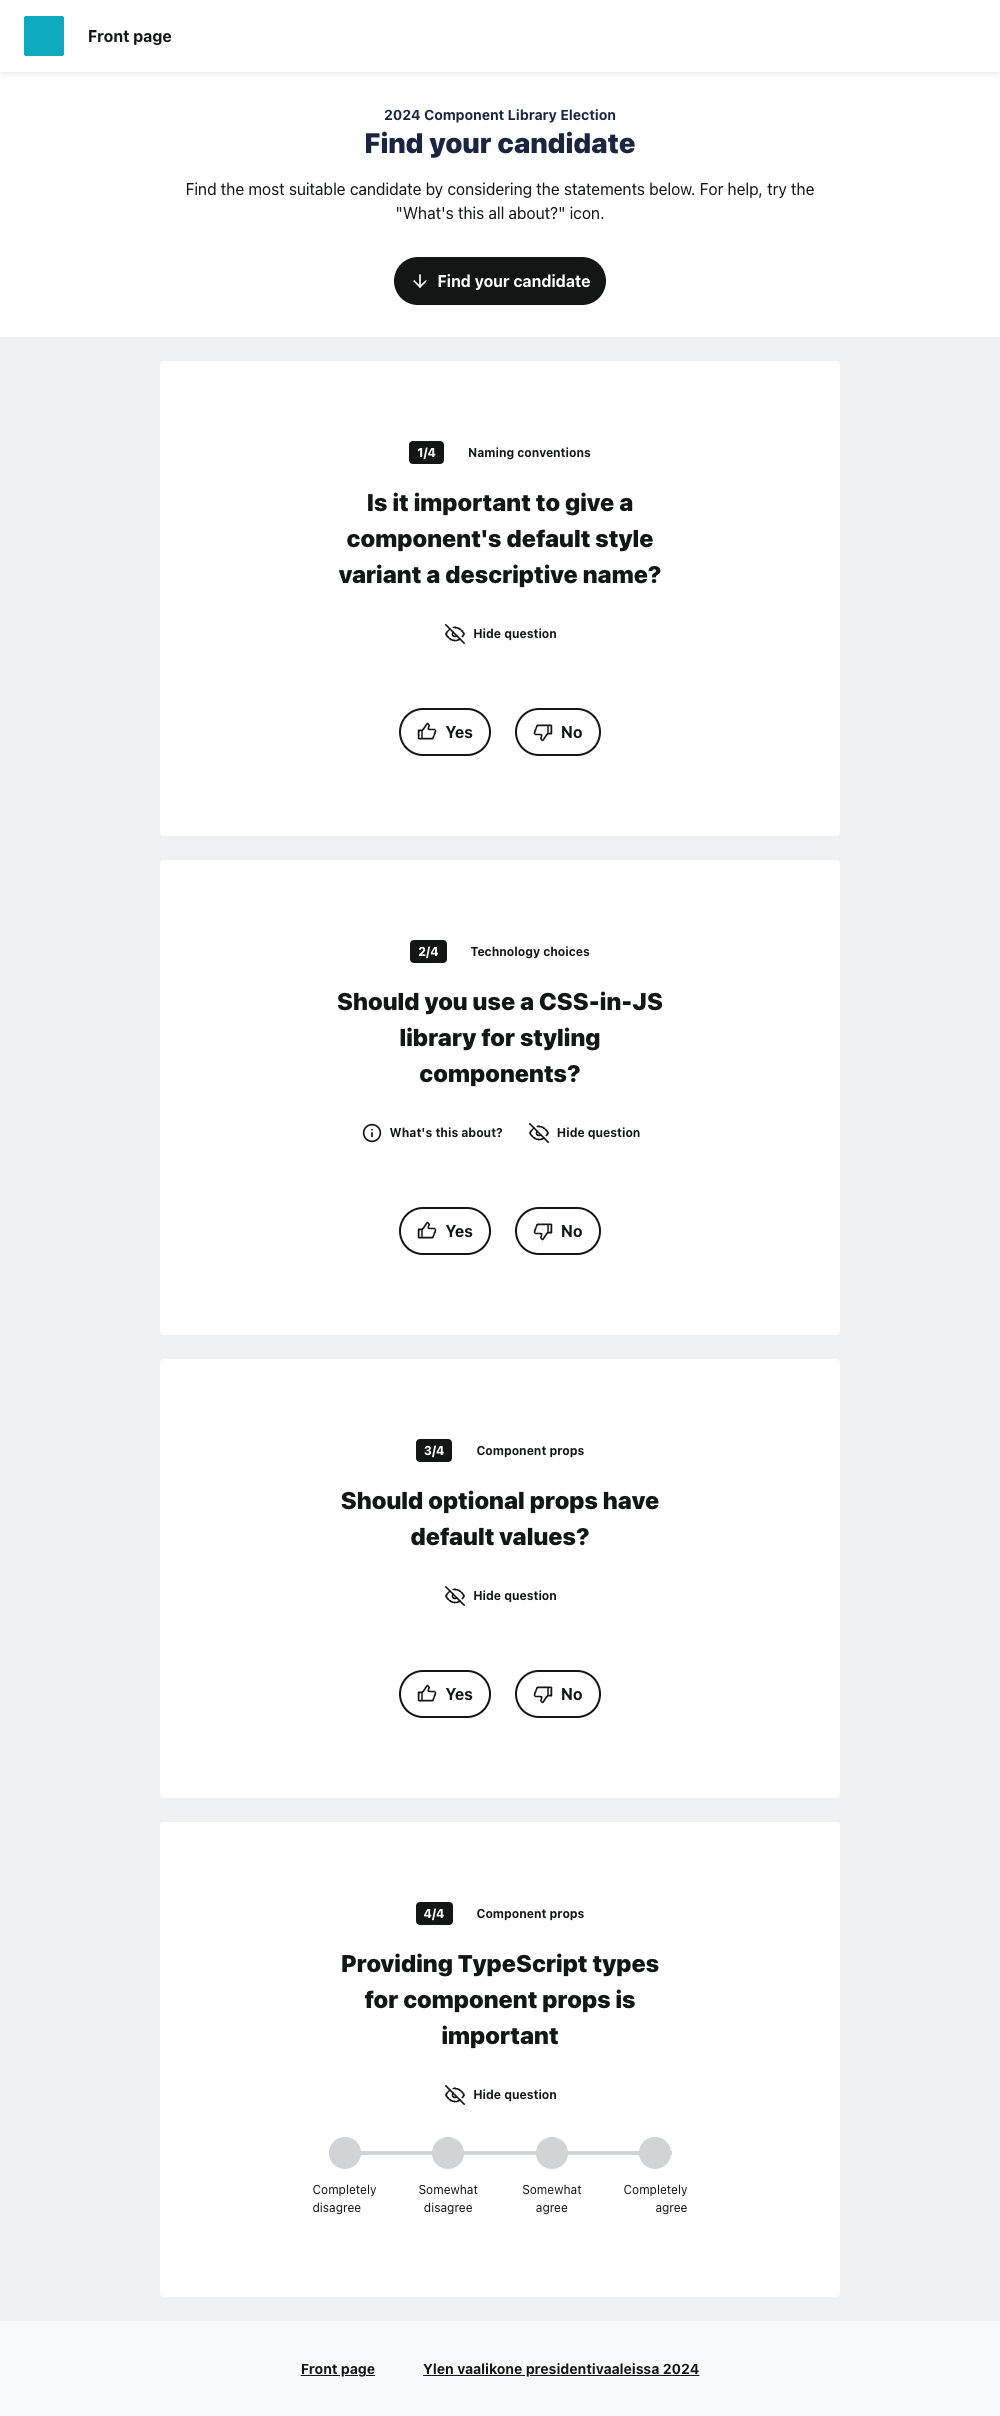 Front page
2024 Component Library Election
Find your candidate
Find the most suitable candidate by considering the statements below. For help, try the
"What's this all about?" icon.
Find your candidate
1/4 Naming conventions
Is it important to give a
component's default style
variant a descriptive name?
Hide question
Yes No
2/4 Technology choices
Should you use a CSS-in-JS
library for styling
components?
What's this about? Hide question
Yes No
3/4 Component props
Should optional props have
default values?
Hide question
Yes No
4/4 Component props
Providing TypeScript types
for component props is
important
Hide question
Completely Somewhat Somewhat Completely
disagree disagree agree agree
Front page Ylen vaalikone presidentivaaleissa 2024